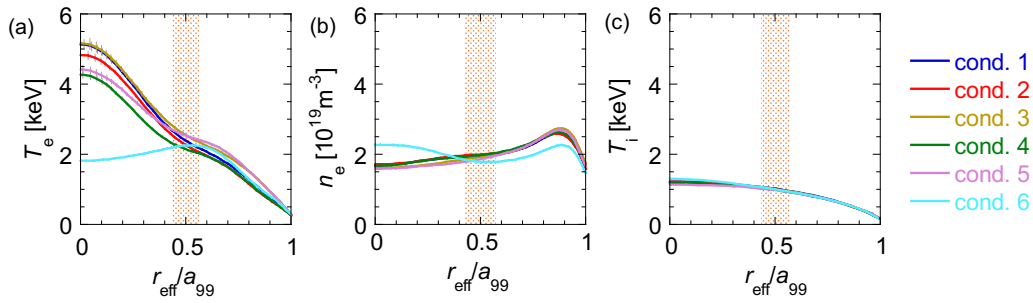 (a)
T_e [keV]
6
4
2
0
0
0.5
1
r_eff/a_99
(b)
n_e [10^19 m^-3]
6
4
2
0
0
0.5
1
r_eff/a_99
(c)
T_i [keV]
6
4
2
0
0
0.5
1
r_eff/a_99
cond. 1
cond. 2
cond. 3
cond. 4
cond. 5
cond. 6